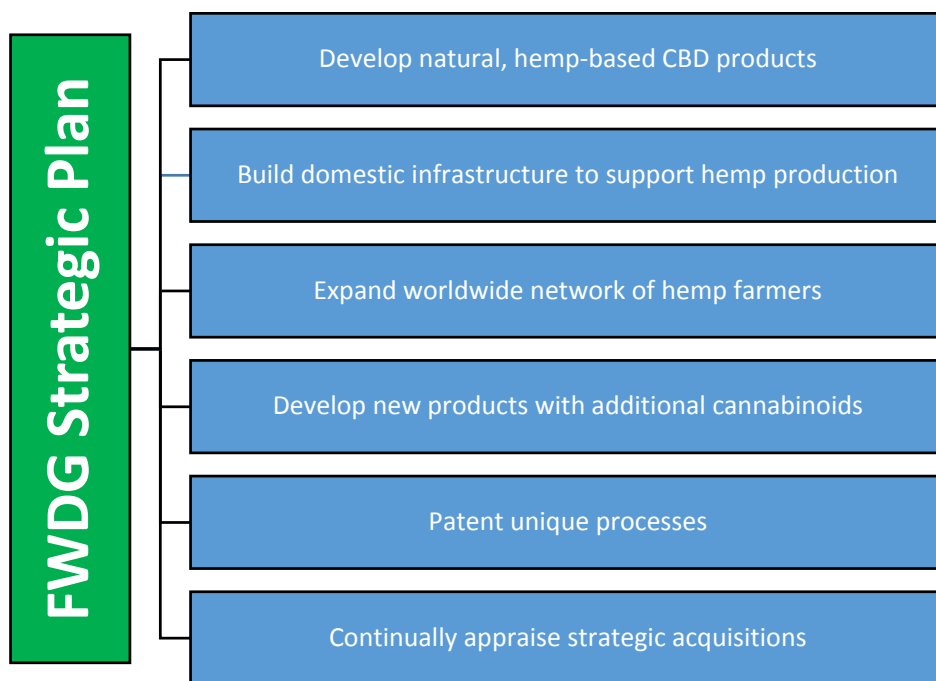 FWDG Strategic Plan
Develop natural, hemp-based CBD products
Build domestic infrastructure to support hemp production
Expand worldwide network of hemp farmers
Develop new products with additional cannabinoids
Patent unique processes
Continually appraise strategic acquisitions